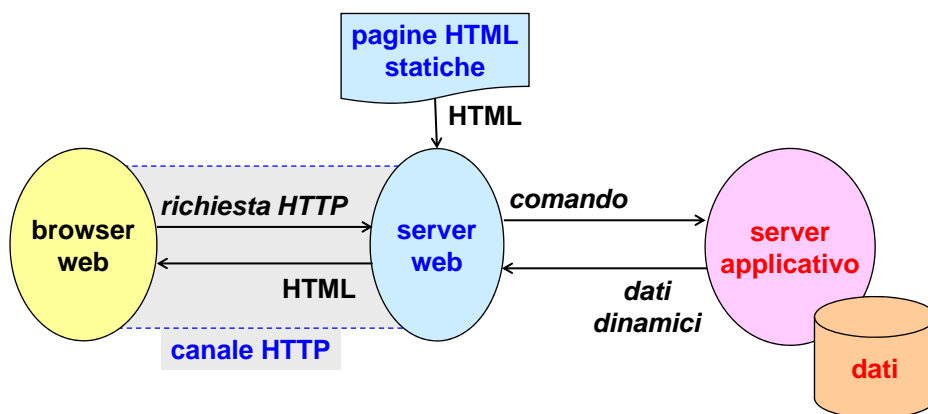 pagine HTML
statiche
HTML
richiesta HTTP
comando
browser
web
server
web
server
applicativo
HTML
dati
dinamici
canale HTTP
dati